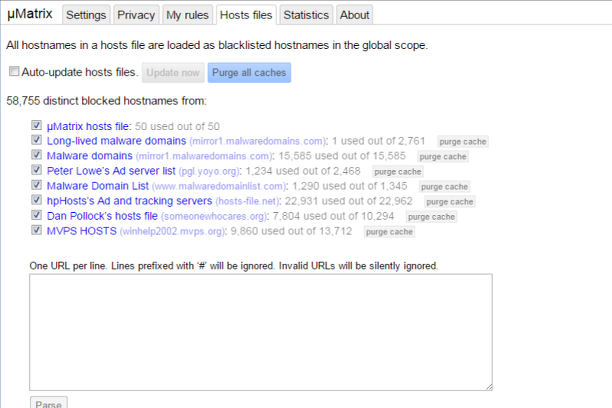 µMatrix Settings Privacy My rules Hosts files Statistics About
All hostnames in a hosts file are loaded as blacklisted hostnames in the global scope.
Auto-update hosts files. Update now Purge all caches
58,755 distinct blocked hostnames from:
µMatrix hosts file: 50 used out of 50
Long-lived malware domains (mirror1.malwaredomains.com): 1 used out of 2,761 purge cache
Malware domains (mirror1.malwaredomains.com): 15,585 used out of 15,585 purge cache
Peter Lowe's Ad server list (pgl.yoyo.org): 1,234 used out of 2,468 purge cache
Malware Domain List (www.malwaredomainlist.com): 1,290 used out of 1,345 purge cache
hpHosts's Ad and tracking servers (hosts-file.net): 22,931 used out of 22,962 purge cache
Dan Pollock's hosts file (someonewhocares.org): 7,804 used out of 10,294 purge cache
MVPS HOSTS (winhelp2002.mvps.org): 9,860 used out of 13,712 purge cache
One URL per line. Lines prefixed with '#' will be ignored. Invalid URLs will be silently ignored.
Parse